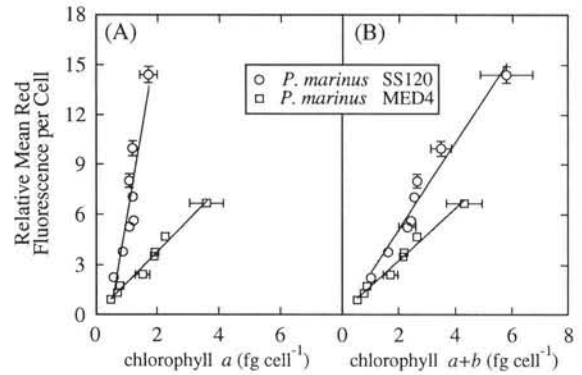 (A) (B)
P. marinus SS120
P. marinus MED4
Relative Mean Red
Fluorescence per Cell
15
12
9
6
3
0
0 2 4 6
0 2 4 6 8
chlorophyll a (fg cell⁻¹) chlorophyll a+b (fg cell⁻¹)